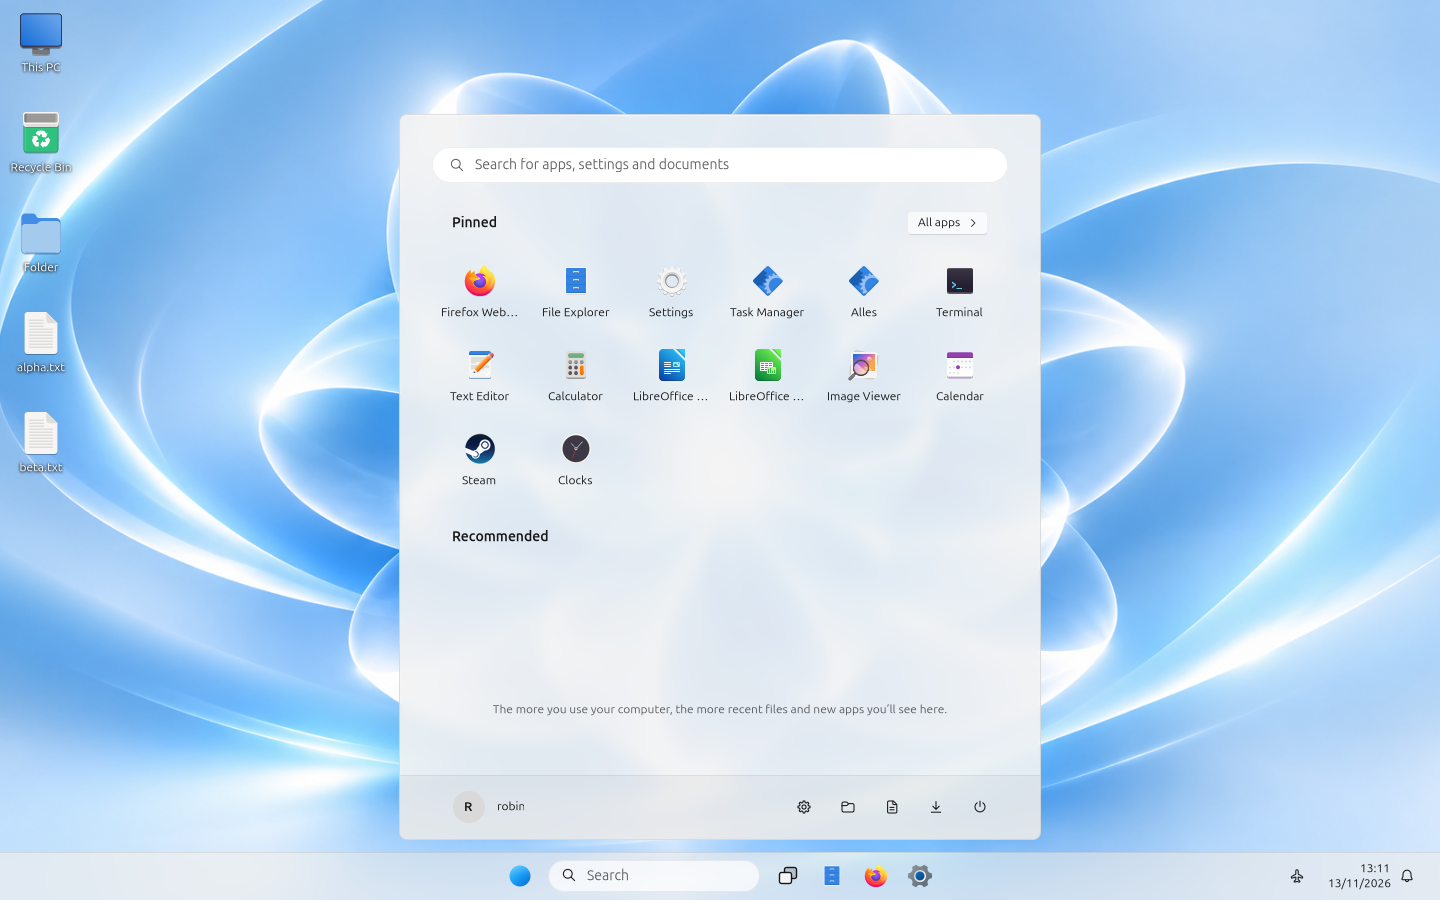 This PC
Recycle Bin
Folder
alpha.txt
beta.txt
Search for apps, settings and documents
Pinned
All apps
Firefox Web...
File Explorer
Settings
Task Manager
Alles
Terminal
Text Editor
Calculator
LibreOffice ...
LibreOffice ...
Image Viewer
Calendar
Steam
Clocks
Recommended
The more you use your computer, the more recent files and new apps you'll see here.
R
robin
Search
13:11
13/11/2026